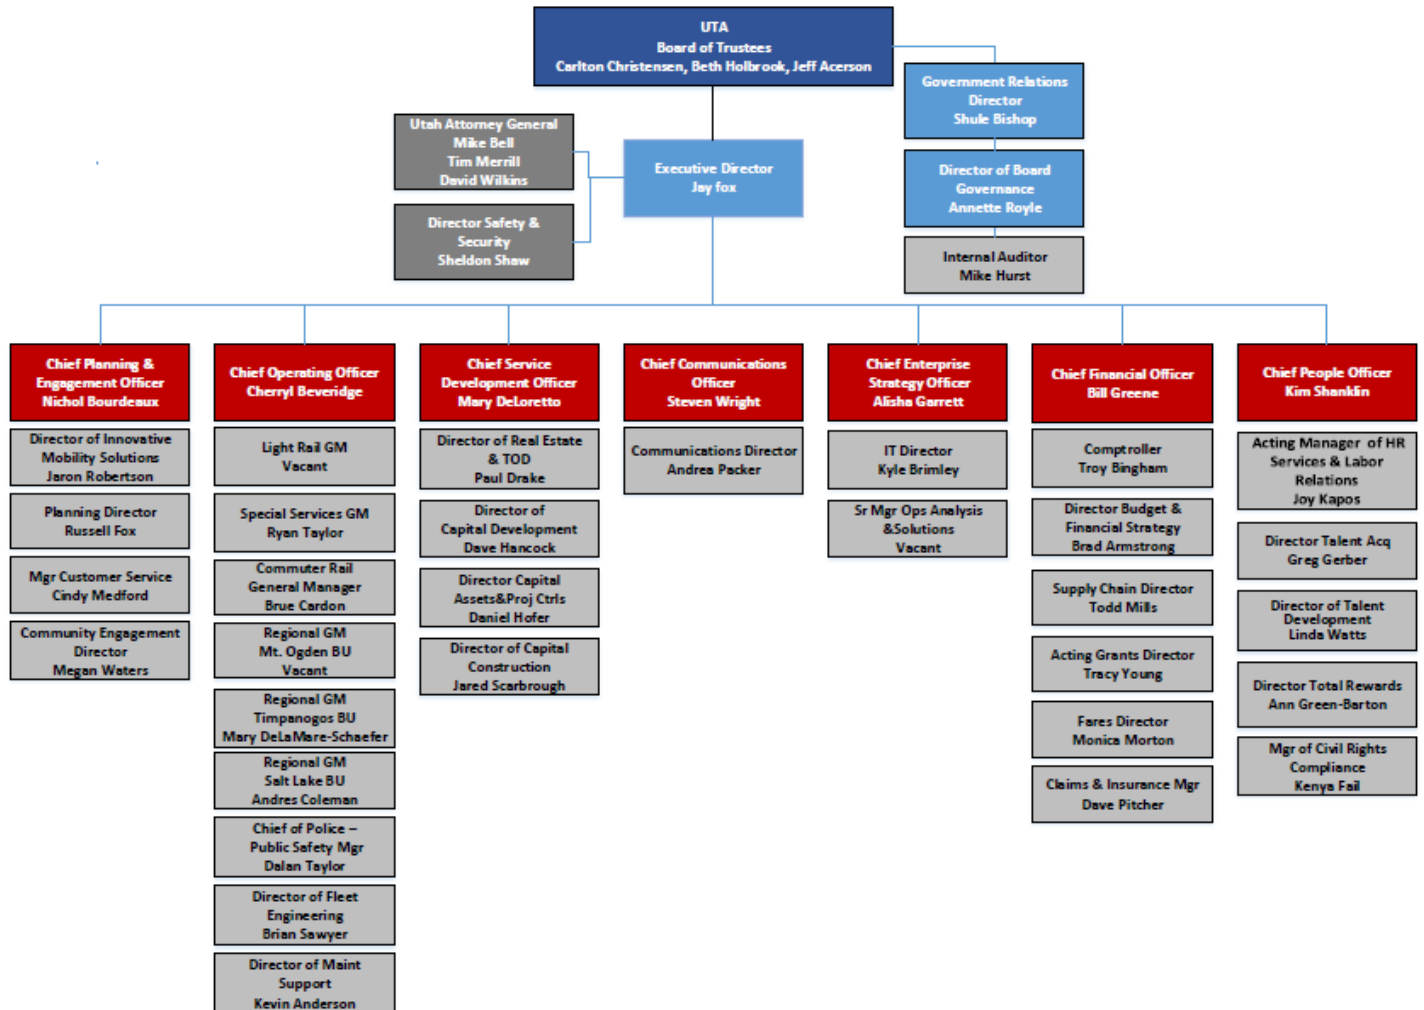 UTA
Board of Trustees
Carlton Christensen, Beth Holbrook, Jeff Acerson
Government Relations
Director
Shule Bishop
Utah Attorney General
Mike Bell
Tim Merrill
David Wilkins
Executive Director
Jay fox
Director of Board
Governance
Annette Royle
Director Safety &
Security
Sheldon Shaw
Internal Auditor
Mike Hurst
Chief Planning &
Engagement Officer
Nichol Bourdeaux
Director of Innovative
Mobility Solutions
Jaron Robertson
Planning Director
Russell Fox
Mgr Customer Service
Cindy Medford
Community Engagement
Director
Megan Waters
Chief Operating Officer
Cherryl Beveridge
Light Rail GM
Vacant
Special Services GM
Ryan Taylor
Commuter Rail
General Manager
Brue Cardon
Regional GM
Mt. Ogden BU
Vacant
Regional GM
Timpanogos BU
Mary DeLaMare-Schaefer
Regional GM
Salt Lake BU
Andres Coleman
Chief of Police –
Public Safety Mgr
Dalan Taylor
Director of Fleet
Engineering
Brian Sawyer
Director of Maint
Support
Kevin Anderson
Chief Service
Development Officer
Mary DeLoretto
Director of Real Estate
& TOD
Paul Drake
Director of
Capital Development
Dave Hancock
Director Capital
Assets&Proj Ctrls
Daniel Hofer
Director of Capital
Construction
Jared Scarbrough
Chief Communications
Officer
Steven Wright
Communications Director
Andrea Packer
Chief Enterprise
Strategy Officer
Alisha Garrett
IT Director
Kyle Brimley
Sr Mgr Ops Analysis
&Solutions
Vacant
Chief Financial Officer
Bill Greene
Comptroller
Troy Bingham
Director Budget &
Financial Strategy
Brad Armstrong
Supply Chain Director
Todd Mills
Acting Grants Director
Tracy Young
Fares Director
Monica Morton
Claims & Insurance Mgr
Dave Pitcher
Chief People Officer
Kim Shanklin
Acting Manager of HR
Services & Labor
Relations
Joy Kapos
Director Talent Acq
Greg Gerber
Director of Talent
Development
Linda Watts
Director Total Rewards
Ann Green-Barton
Mgr of Civil Rights
Compliance
Kenya Fail